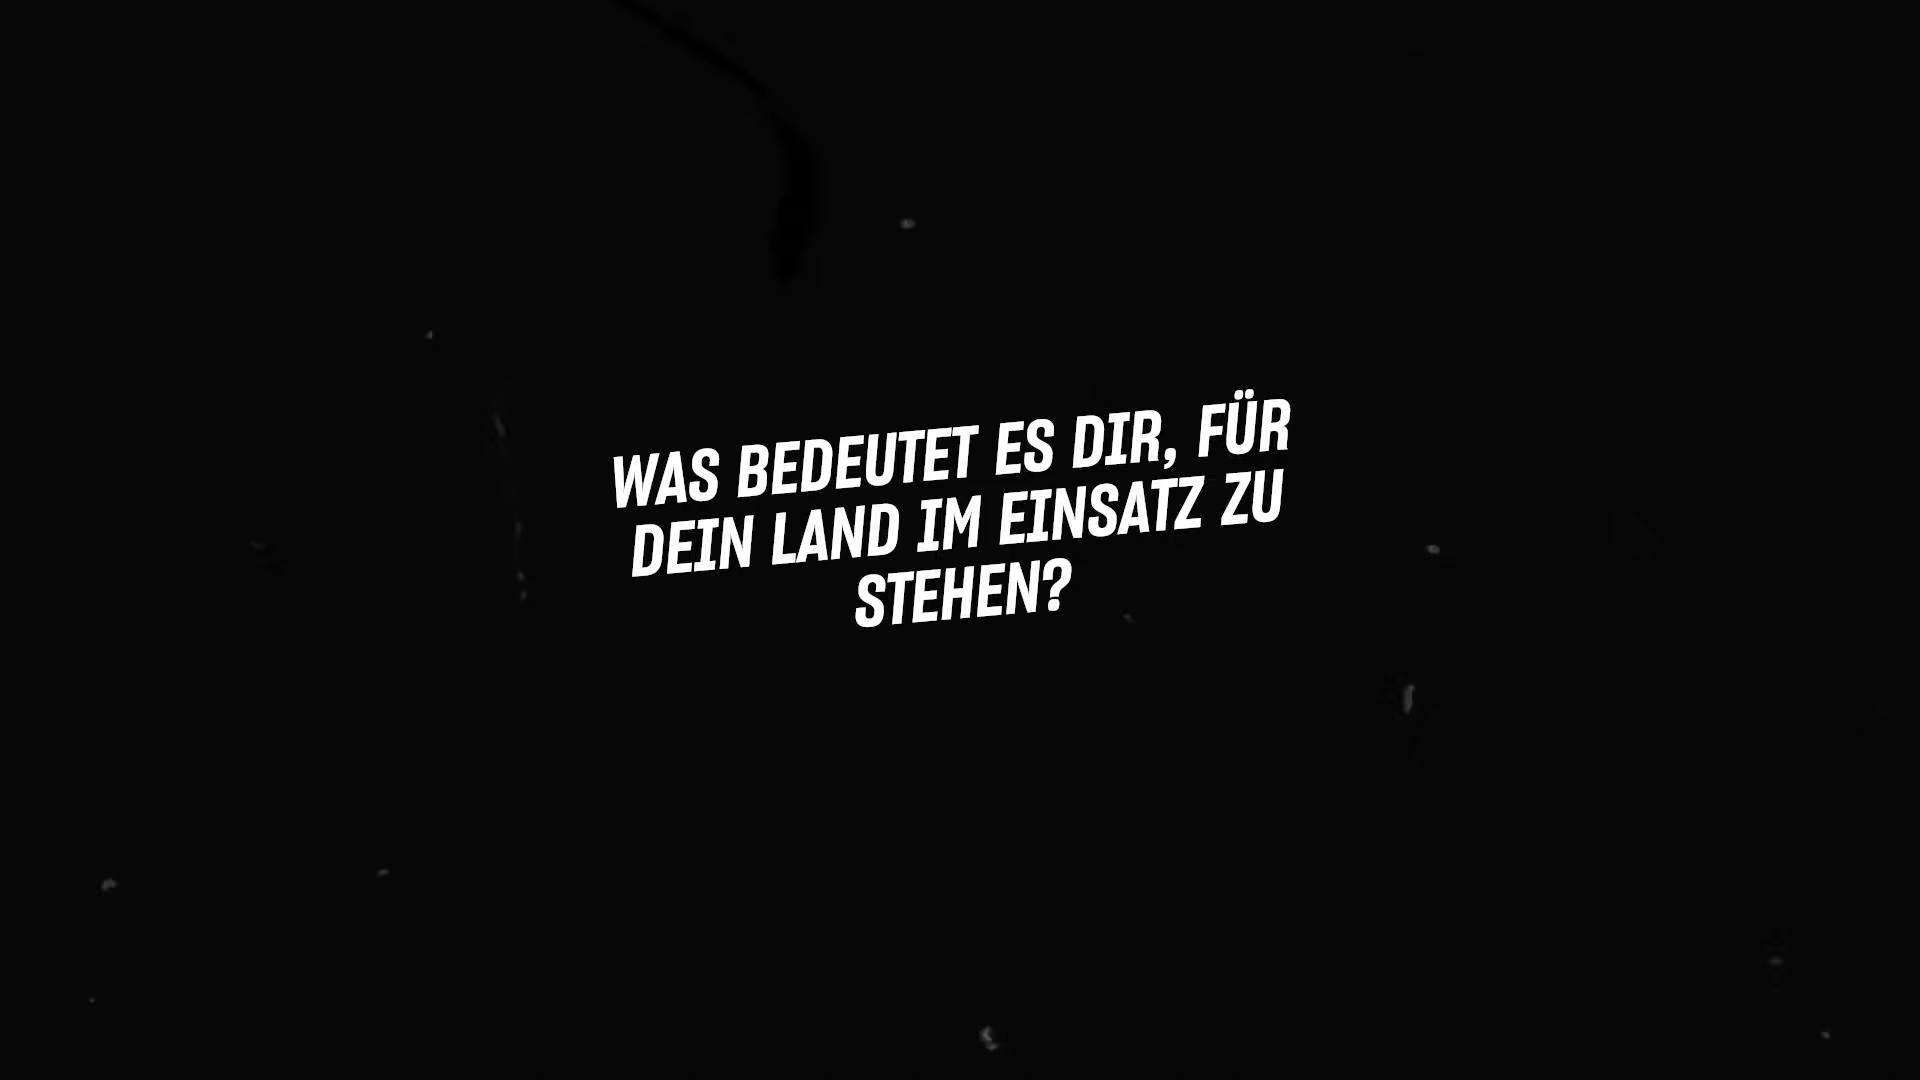 WAS BEDEUTET ES DIR, FÜR
DEIN LAND IM EINSATZ ZU
STEHEN?